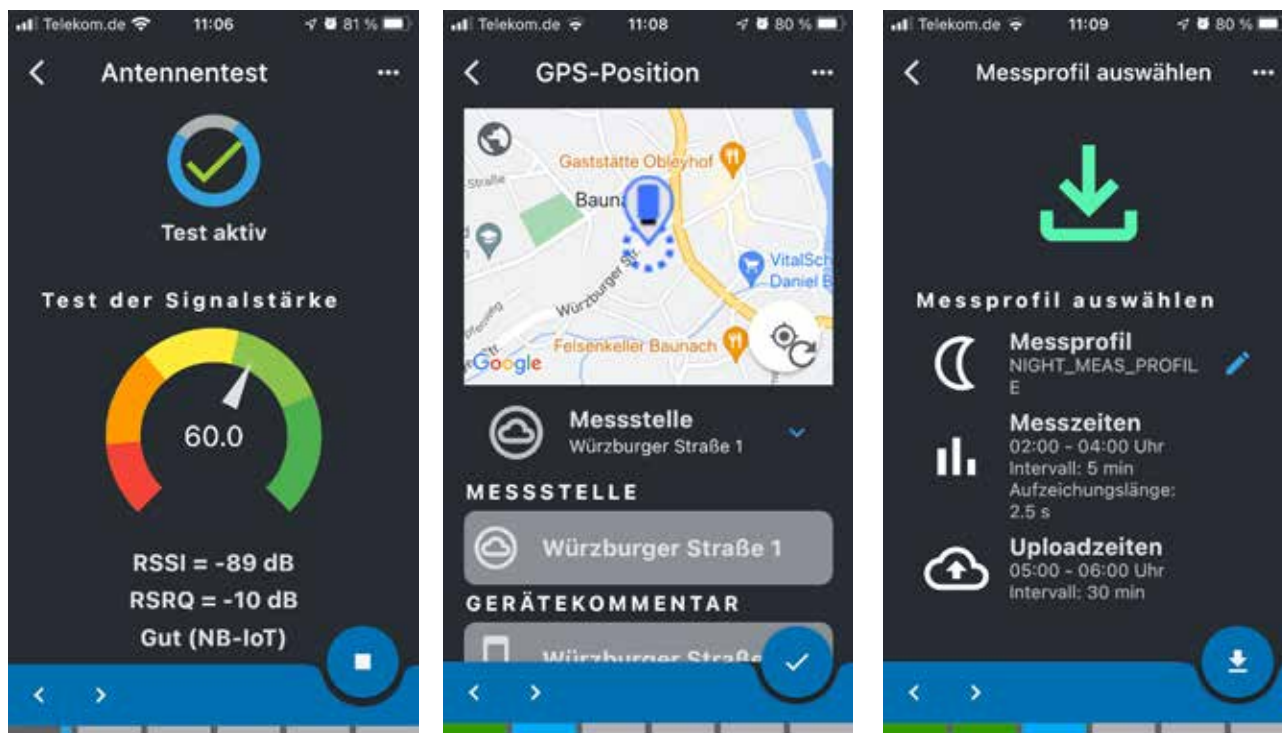 Telekom.de 11:06 81 %
Antennentest
Test aktiv
Test der Signalstärke
60.0
RSSI = -89 dB
RSRQ = -10 dB
Gut (NB-IoT)
Telekom.de 11:08 80 %
GPS-Position
Gaststätte Obleyhof
Straße
Baun
VitalSch
Daniel B
Würzburger Str.
Felsenkeller Baunach
Google
Messstelle
Würzburger Straße 1
MESSSTELLE
Würzburger Straße 1
GERÄTEKOMMENTAR
Würzburger Straße
Telekom.de 11:09 80 %
Messprofil auswählen
Messprofil auswählen
Messprofil
NIGHT_MEAS_PROFIL
E
Messzeiten
02:00 - 04:00 Uhr
Intervall: 5 min
Aufzeichungslänge:
2.5 s
Uploadzeiten
05:00 - 06:00 Uhr
Intervall: 30 min